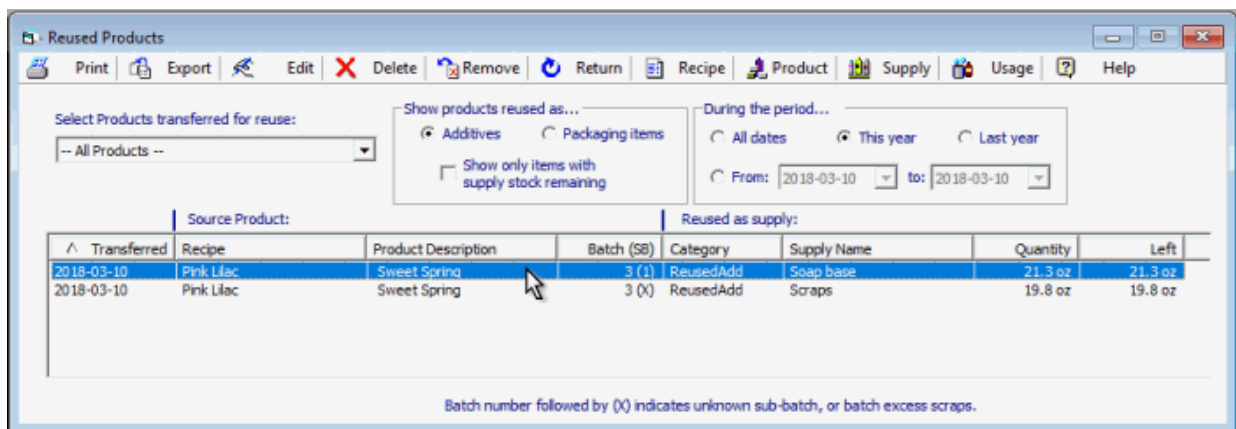 Reused Products
Print Export Edit Delete Remove Return Recipe Product Supply Usage Help
Select Products transferred for reuse:
-- All Products --
Show products reused as...
Additives Packaging items
Show only items with
supply stock remaining
During the period...
All dates This year Last year
From: 2018-03-10 to: 2018-03-10
Source Product: Reused as supply:
Transferred Recipe Product Description Batch (SB) Category Supply Name Quantity Left
2018-03-10 Pink Lilac Sweet Spring 3 (1) ReusedAdd Soap base 21.3 oz 21.3 oz
2018-03-10 Pink Lilac Sweet Spring 3 (X) ReusedAdd Scraps 19.8 oz 19.8 oz
Batch number followed by (X) indicates unknown sub-batch, or batch excess scraps.